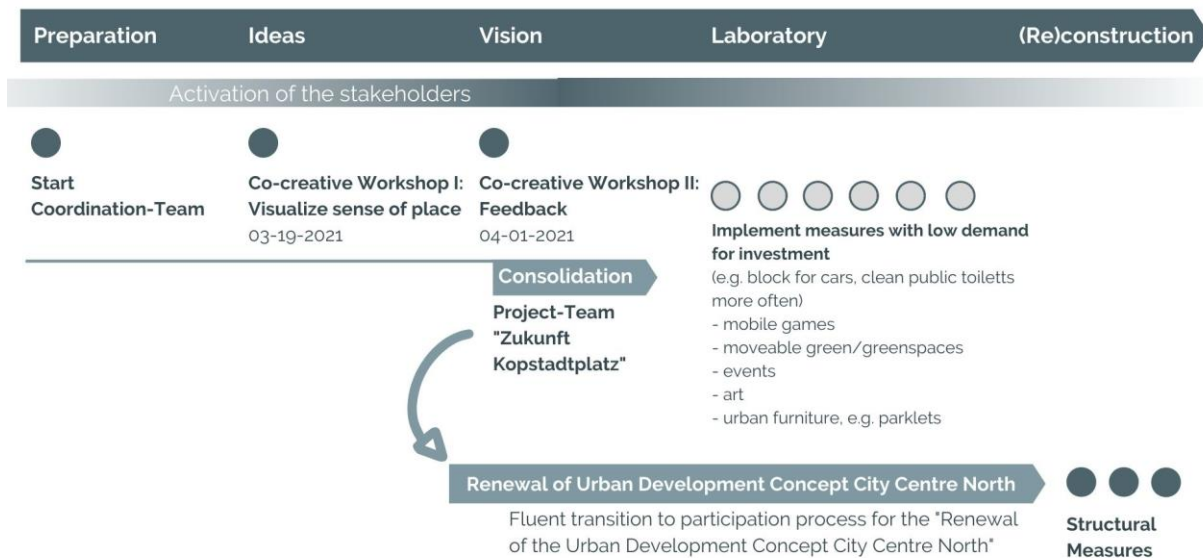 Preparation
Ideas
Vision
Laboratory
(Re)construction
Activation of the stakeholders
Start
Coordination-Team
Co-creative Workshop I:
Visualize sense of place
03-19-2021
Co-creative Workshop II:
Feedback
04-01-2021
Consolidation
Project-Team
"Zukunft
Kopstadtplatz"
Implement measures with low demand
for investment
(e.g. block for cars, clean public toiletts
more often)
- mobile games
- moveable green/greenspaces
- events
- art
- urban furniture, e.g. parklets
Renewal of Urban Development Concept City Centre North
Fluent transition to participation process for the "Renewal
of the Urban Development Concept City Centre North"
Structural
Measures